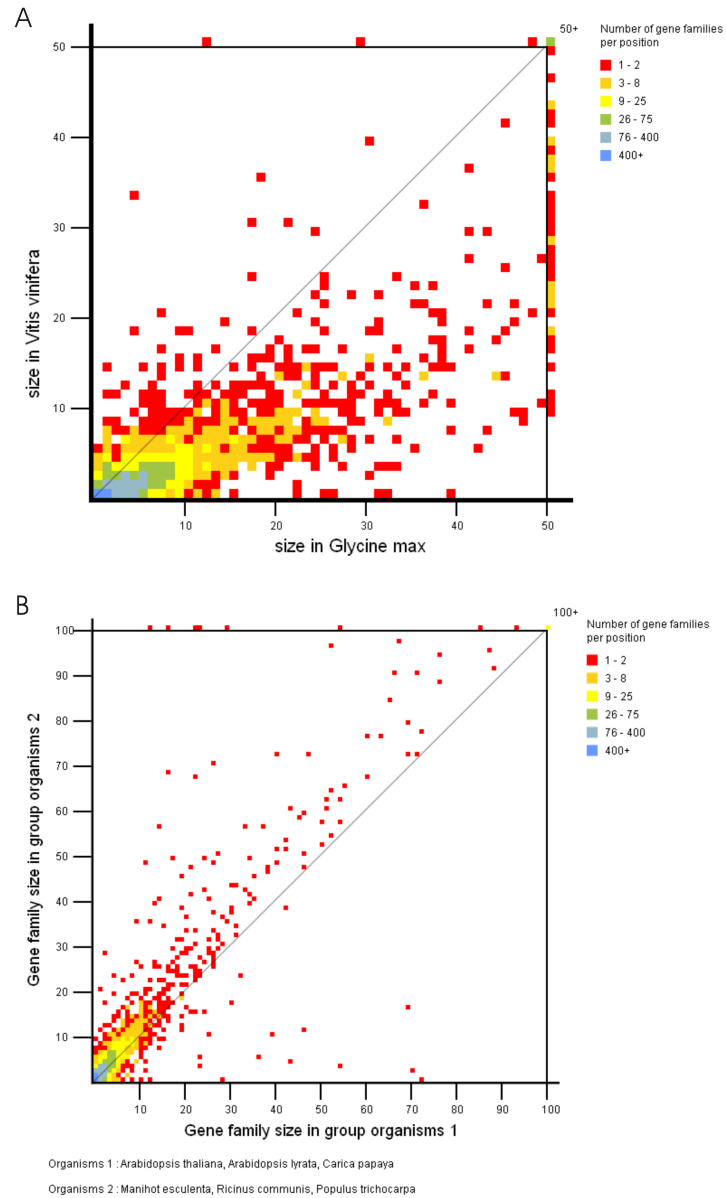 A
50+
Number of gene families
per position
1 - 2
3 - 8
9 - 25
26 - 75
76 - 400
400+
50
40
30
20
10
size in Vitis vinifera
10
20
30
40
50
size in Glycine max
B
100+
Number of gene families
per position
1 - 2
3 - 8
9 - 25
26 - 75
76 - 400
400+
100
90
80
70
60
50
40
30
20
10
Gene family size in group organisms 2
10
20
30
40
50
60
70
80
90
100
Gene family size in group organisms 1
Organisms 1 : Arabidopsis thaliana, Arabidopsis lyrata, Carica papaya
Organisms 2 : Manihot esculenta, Ricinus communis, Populus trichocarpa